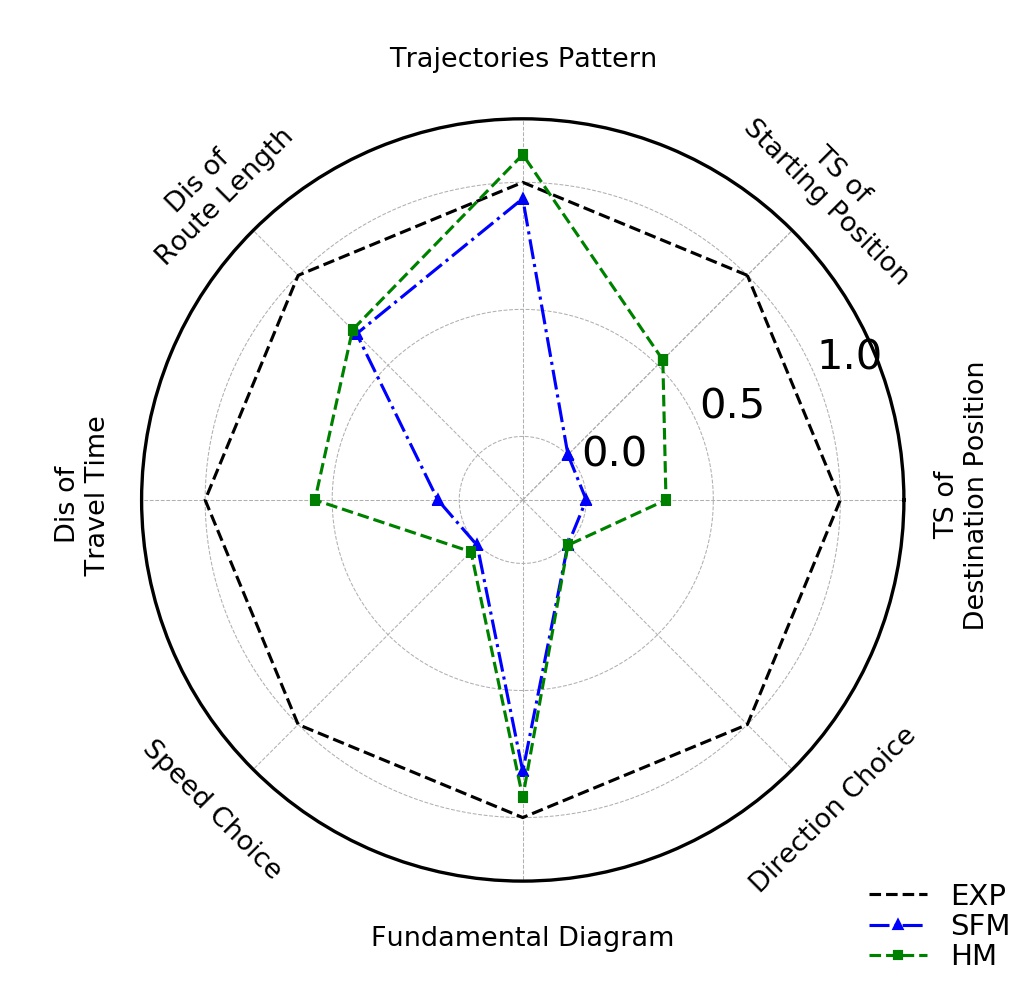 Trajectories Pattern
Dis of
Route Length
TS of
Starting Position
1.0
0.5
0.0
Dis of
Travel Time
TS of
Destination Position
Speed Choice
Direction Choice
Fundamental Diagram
EXP
SFM
HM